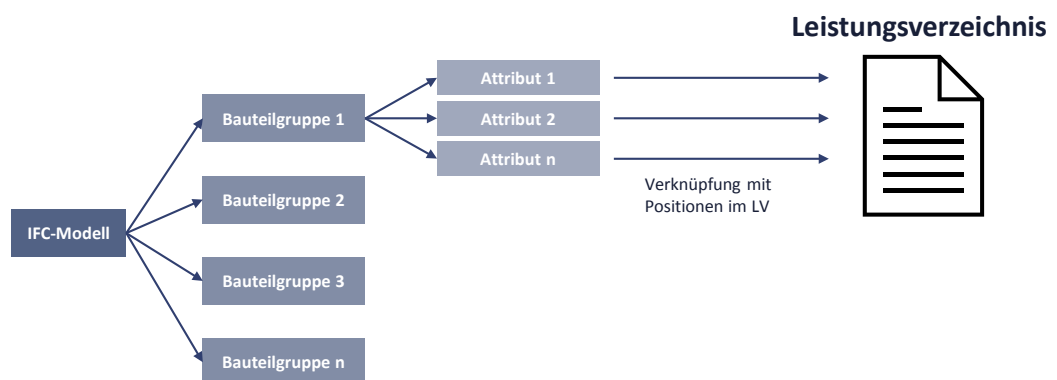 Leistungsverzeichnis
Attribut 1
Bauteilgruppe 1
Attribut 2
Attribut n
Verknüpfung mit
Positionen im LV
Bauteilgruppe 2
IFC-Modell
Bauteilgruppe 3
Bauteilgruppe n